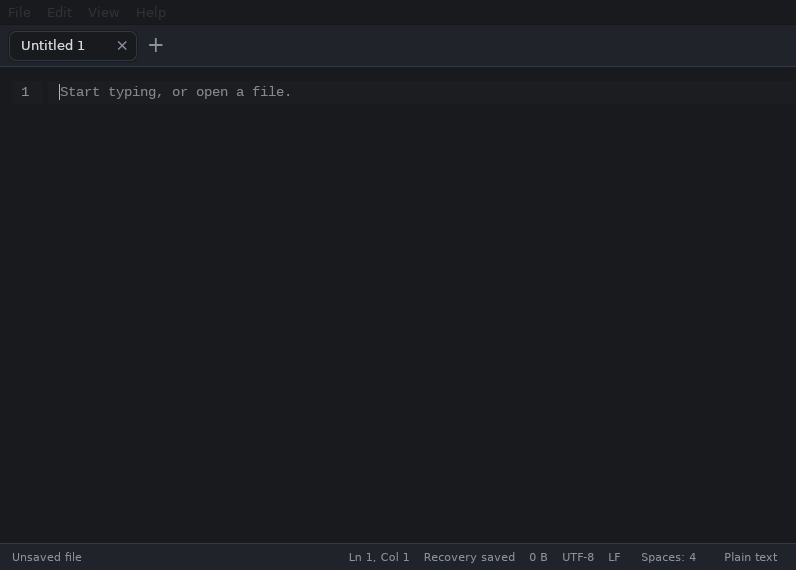 File Edit View Help
Untitled 1 × +
1 Start typing, or open a file.
Unsaved file Ln 1, Col 1 Recovery saved 0 B UTF-8 LF Spaces: 4 Plain text